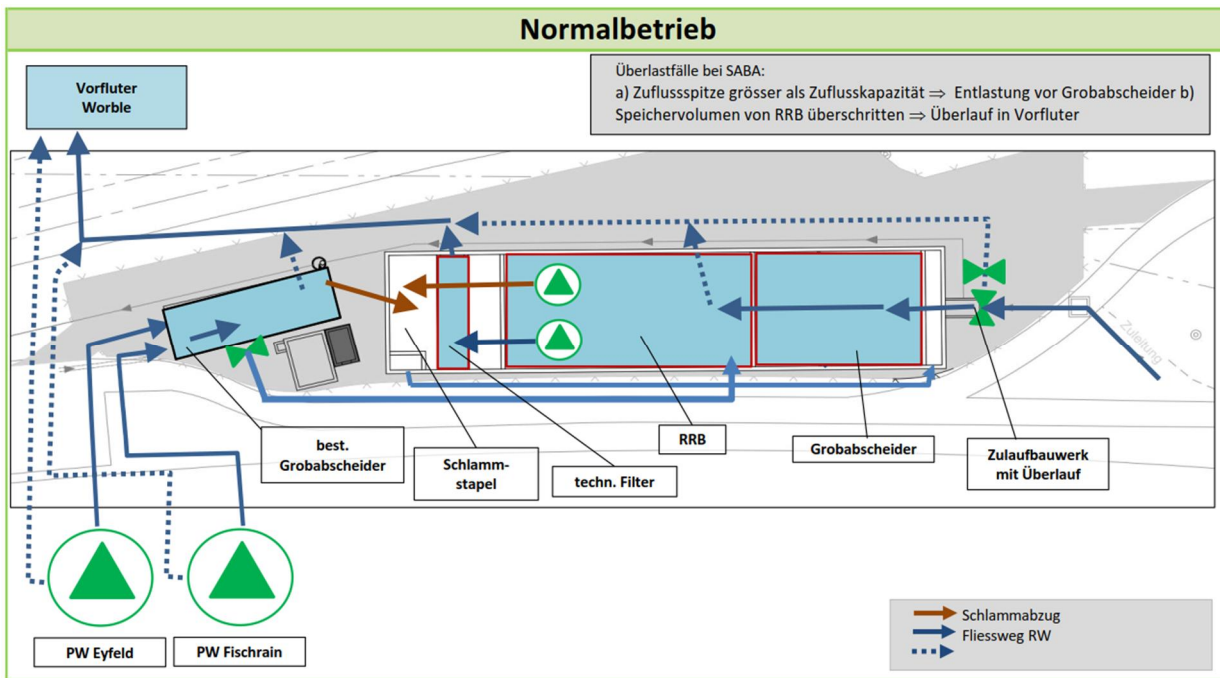 Normalbetrieb
Vorfluter
Worble
Überlastfälle bei SABA:
a) Zuflussspitze grösser als Zuflusskapazität ⇒ Entlastung vor Grobabscheider b)
Speichervolumen von RRB überschritten ⇒ Überlauf in Vorfluter
Zuleitung
best.
Grobabscheider
Schlamm-
stapel
techn. Filter
RRB
Grobabscheider
Zulaufbauwerk
mit Überlauf
PW Eyfeld
PW Fischrain
Schlammabzug
Fliessweg RW